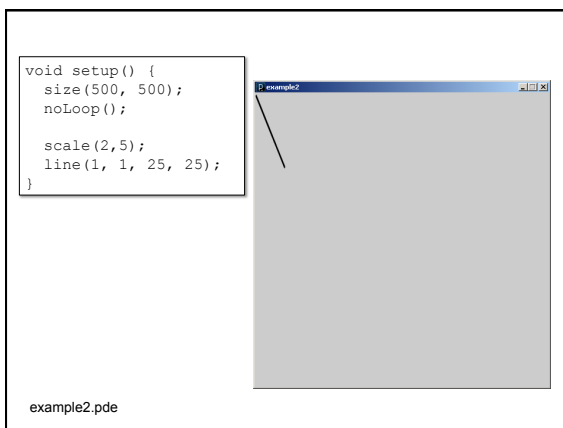 void setup() {
  size(500, 500);
  noLoop();
  scale(2,5);
  line(1, 1, 25, 25);
}
example2
example2.pde